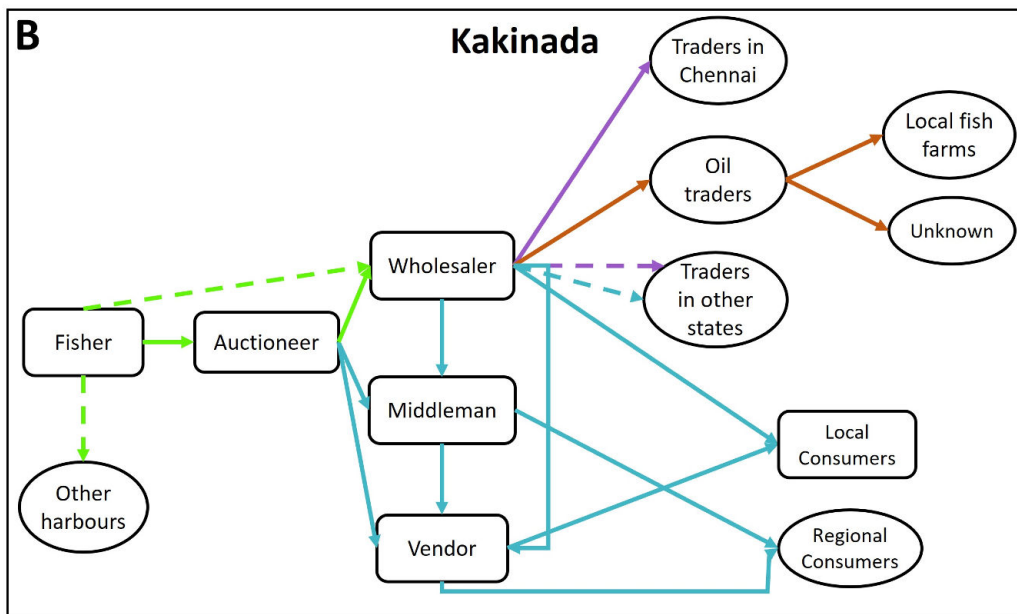 B
Kakinada
Traders in
Chennai
Local fish
farms
Oil
traders
Unknown
Wholesaler
Traders
in other
states
Fisher
Auctioneer
Middleman
Local
Consumers
Other
harbours
Vendor
Regional
Consumers